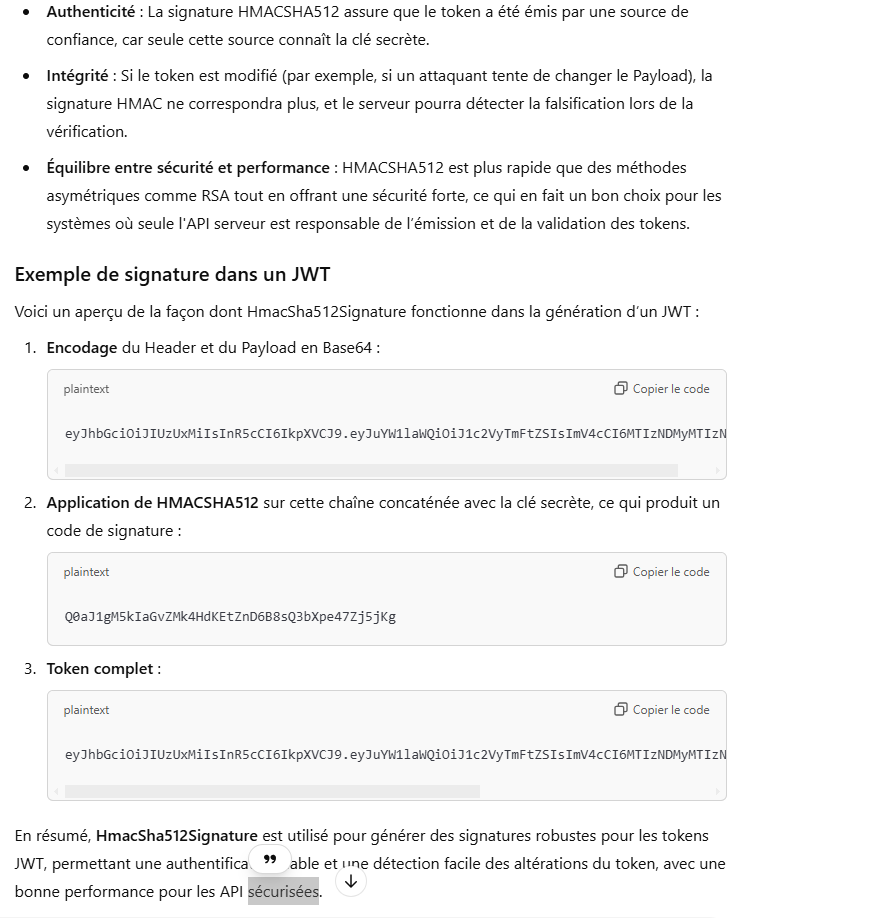 • Authenticité : La signature HMACSHA512 assure que le token a été émis par une source de
confiance, car seule cette source connaît la clé secrète.
• Intégrité : Si le token est modifié (par exemple, si un attaquant tente de changer le Payload), la
signature HMAC ne correspondra plus, et le serveur pourra détecter la falsification lors de la
vérification.
• Équilibre entre sécurité et performance : HMACSHA512 est plus rapide que des méthodes
asymétriques comme RSA tout en offrant une sécurité forte, ce qui en fait un bon choix pour les
systèmes où seule l'API serveur est responsable de l'émission et de la validation des tokens.
Exemple de signature dans un JWT
Voici un aperçu de la façon dont HmacSha512Signature fonctionne dans la génération d'un JWT :
1. Encodage du Header et du Payload en Base64 :
plaintext Copier le code
eyJhbGciOiJIUzUxMiIsInR5cCI6IkpXVCJ9.eyJuYW1laWQiOiJ1c2VyTmFtZSIsImV4cCI6MTIzNDMyMTIzN
2. Application de HMACSHA512 sur cette chaîne concaténée avec la clé secrète, ce qui produit un
code de signature :
plaintext Copier le code
Q0aJ1gM5kIaGvZMk4HdKEtZnD6B8sQ3bXpe47Zj5jKg
3. Token complet :
plaintext Copier le code
eyJhbGciOiJIUzUxMiIsInR5cCI6IkpXVCJ9.eyJuYW1laWQiOiJ1c2VyTmFtZSIsImV4cCI6MTIzNDMyMTIzN
En résumé, HmacSha512Signature est utilisé pour générer des signatures robustes pour les tokens
JWT, permettant une et une détection facile des altérations du token, avec une
bonne performance pour les API sécurisées.